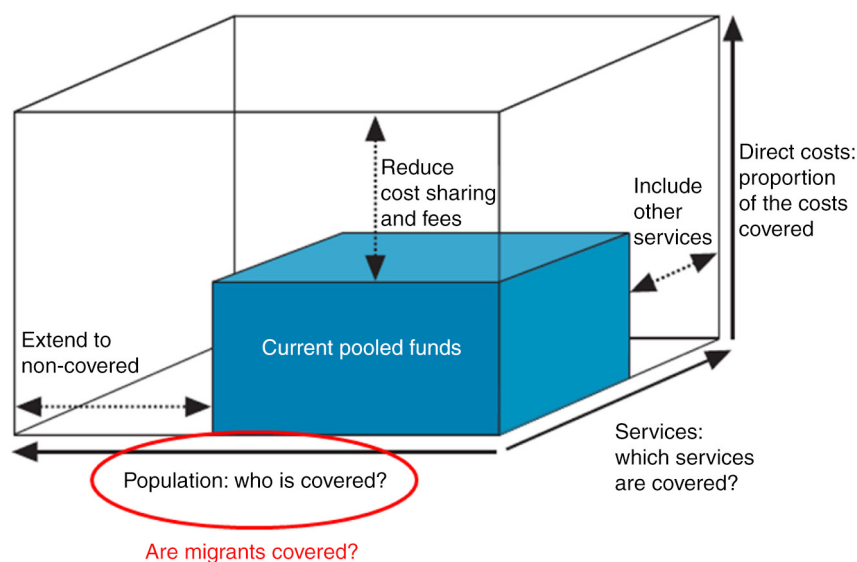 Reduce
cost sharing
and fees
Include
other
services
Direct costs:
proportion
of the costs
covered
Extend to
non-covered
Current pooled funds
Services:
which services
are covered?
Population: who is covered?
Are migrants covered?